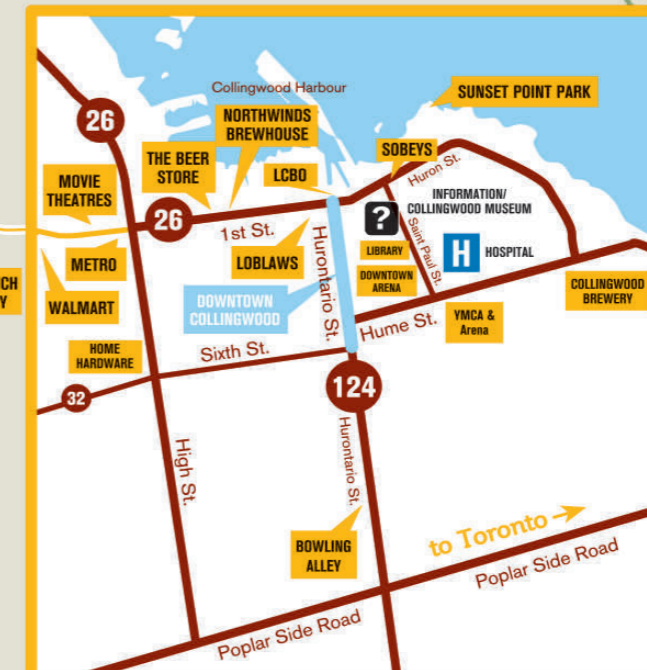 Collingwood Harbour
SUNSET POINT PARK
26
NORTHWINDS
BREWHOUSE
THE BEER
STORE
SOBEYS
LCBO
Huron St.
MOVIE
THEATRES
INFORMATION/
COLLINGWOOD MUSEUM
?
26
1st St.
LIBRARY
Saint Paul St.
H
HOSPITAL
METRO
LOBLAWS
Hurontario St.
DOWNTOWN
ARENA
CH
Y
WALMART
DOWNTOWN
COLLINGWOOD
COLLINGWOOD
BREWERY
Hume St.
YMCA &
Arena
HOME
HARDWARE
Sixth St.
32
124
High St.
Hurontario St.
BOWLING
ALLEY
to Toronto
Poplar Side Road
Poplar Side Road